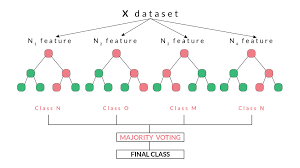 X dataset
N₁ feature N₂ feature N₃ feature N₄ feature
Class N Class O Class M Class N
MAJORITY VOTING
FINAL CLASS